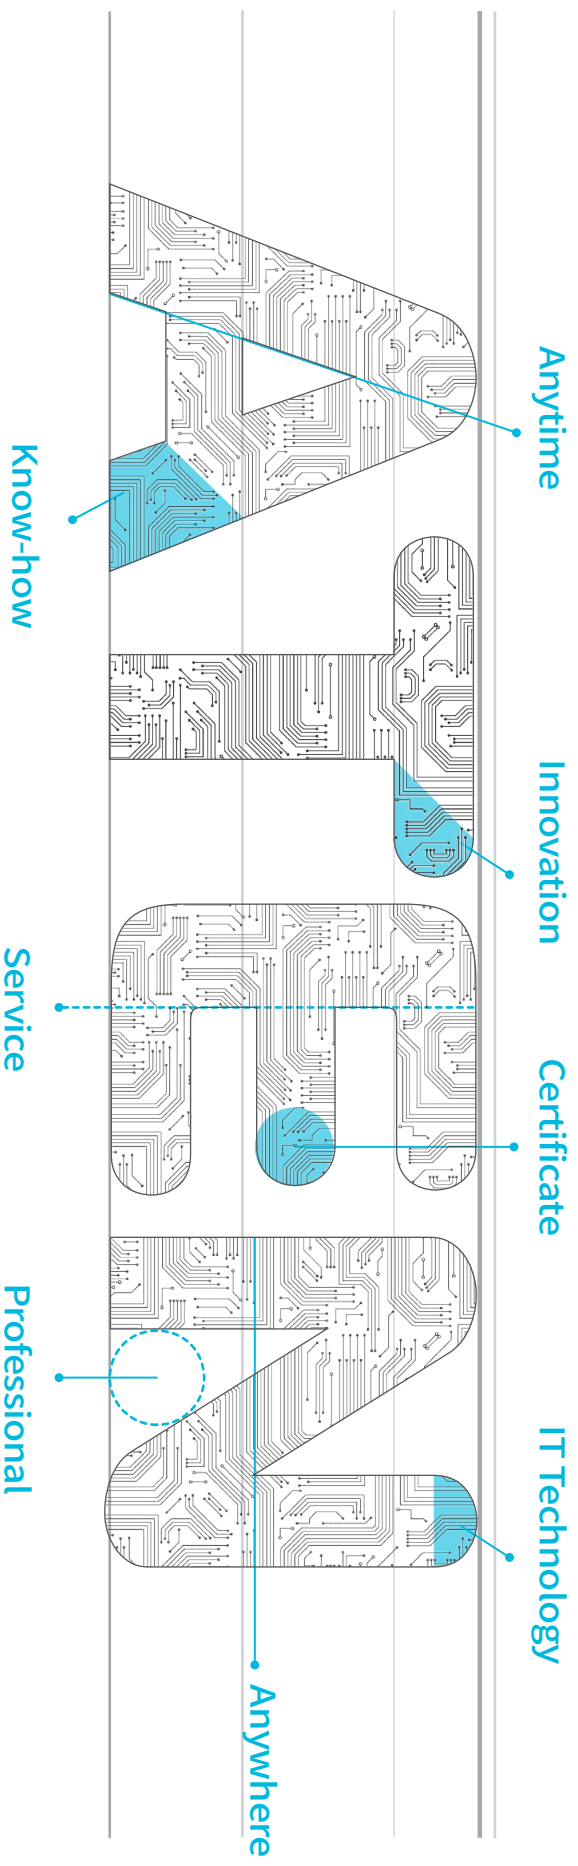 Anytime
Innovation
Certificate
IT Technology
ATEN
Anywhere
Know-how
Service
Professional